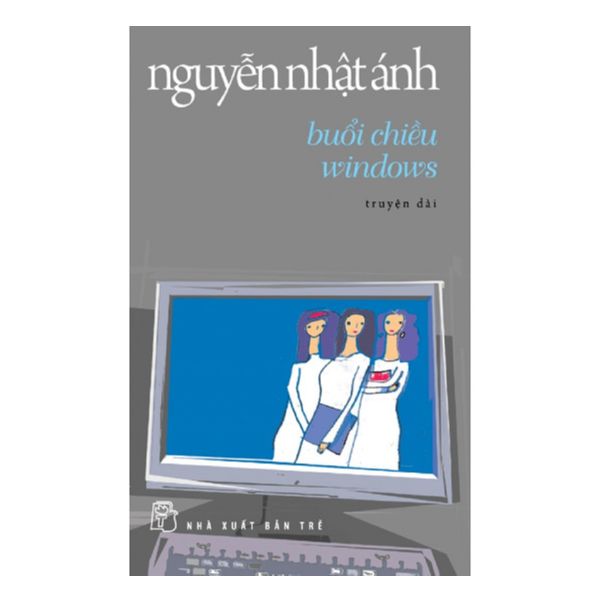 nguyễn nhật ánh
buổi chiều
windows
truyện dài
NHÀ XUẤT BẢN TRẺ